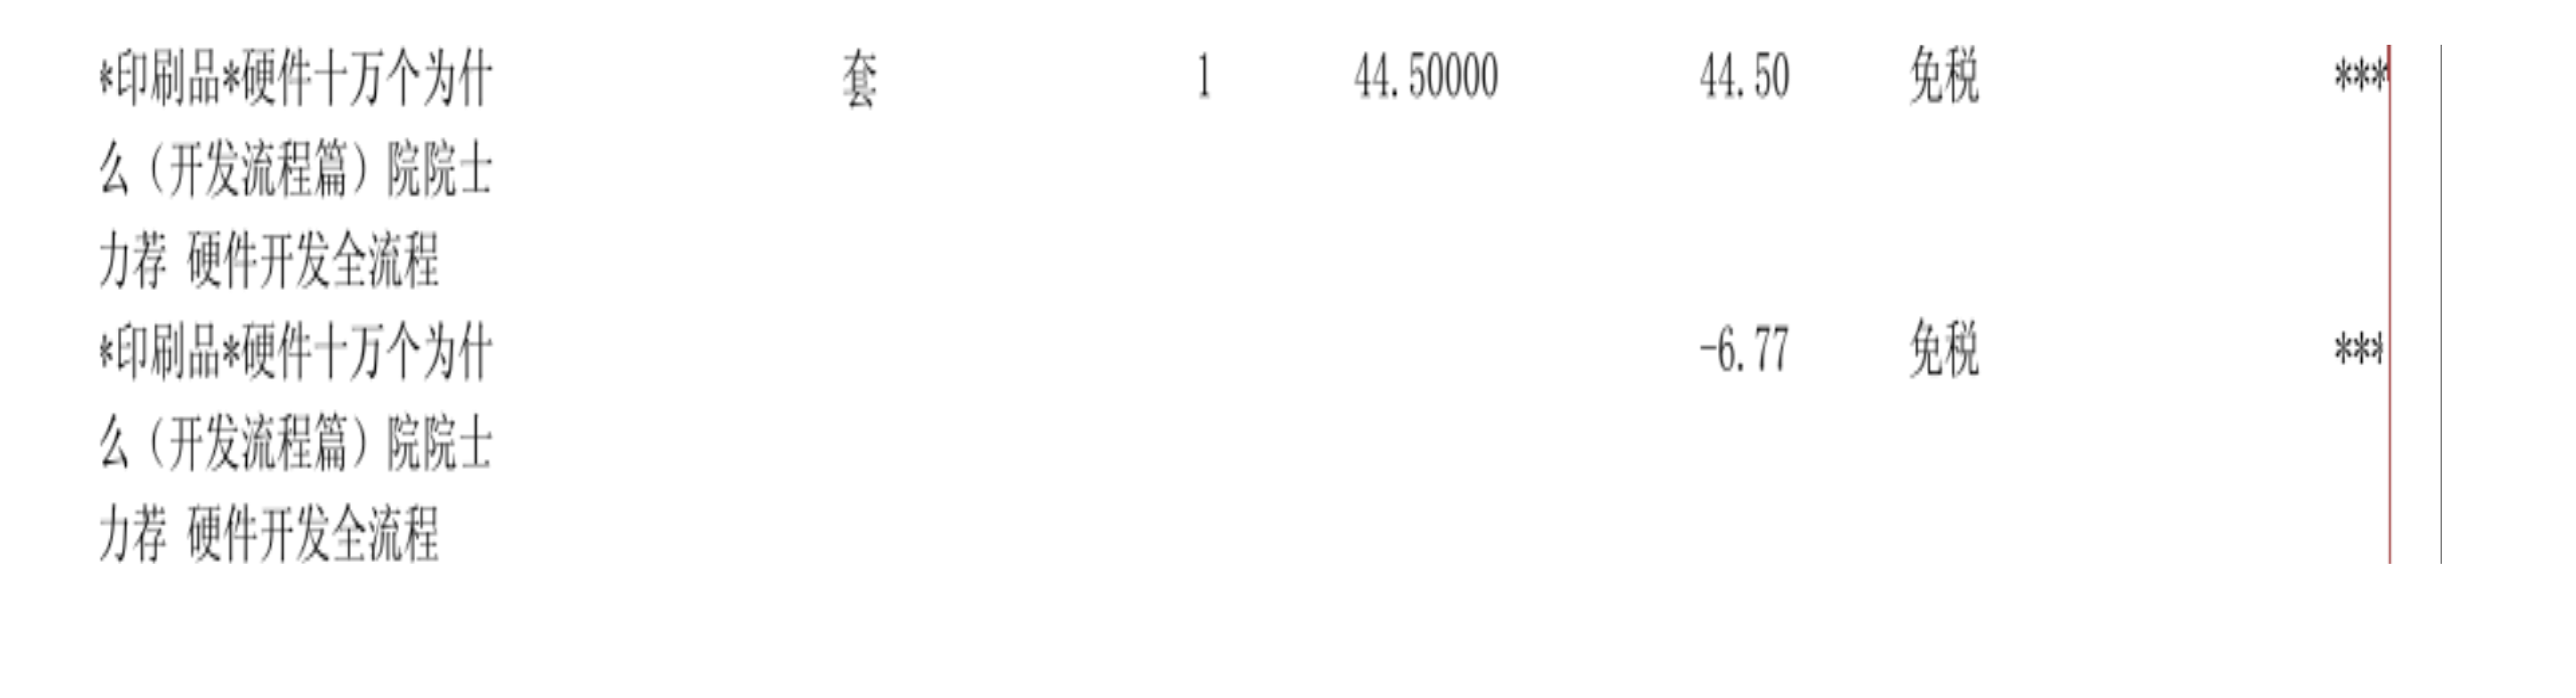 *印刷品*硬件十万个为什 套 1 44.50000 44.50 免税 ***
么（开发流程篇）院院士
力荐 硬件开发全流程
*印刷品*硬件十万个为什 -6.77 免税 ***
么（开发流程篇）院院士
力荐 硬件开发全流程